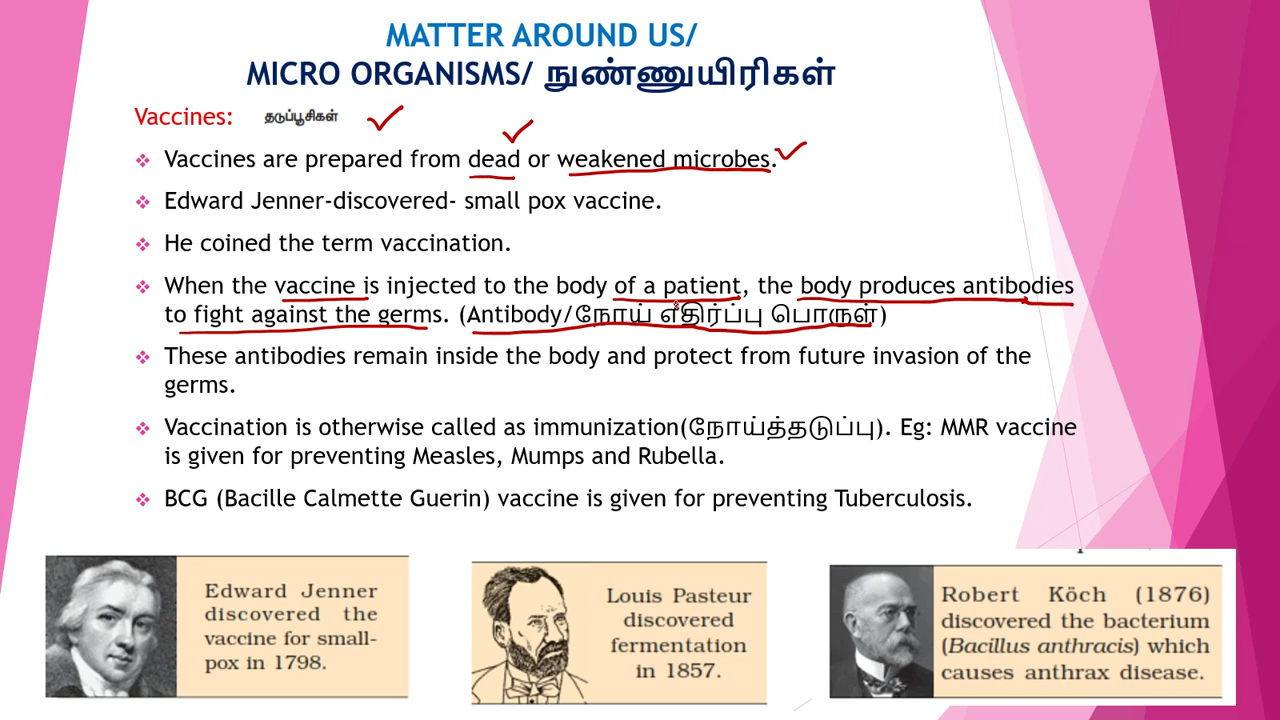 MATTER AROUND US/
MICRO ORGANISMS/ நுண்ணுயிரிகள்
Vaccines: தடுப்பூசிகள்
❖ Vaccines are prepared from dead or weakened microbes.
❖ Edward Jenner-discovered- small pox vaccine.
❖ He coined the term vaccination.
❖ When the vaccine is injected to the body of a patient, the body produces antibodies
to fight against the germs. (Antibody/நோய் எதிர்ப்பு பொருள்)
❖ These antibodies remain inside the body and protect from future invasion of the
germs.
❖ Vaccination is otherwise called as immunization(நோய்த்தடுப்பு). Eg: MMR vaccine
is given for preventing Measles, Mumps and Rubella.
❖ BCG (Bacille Calmette Guerin) vaccine is given for preventing Tuberculosis.
Edward Jenner
discovered the
vaccine for small-
pox in 1798.
Louis Pasteur
discovered
fermentation
in 1857.
Robert Köch (1876)
discovered the bacterium
(Bacillus anthracis) which
causes anthrax disease.